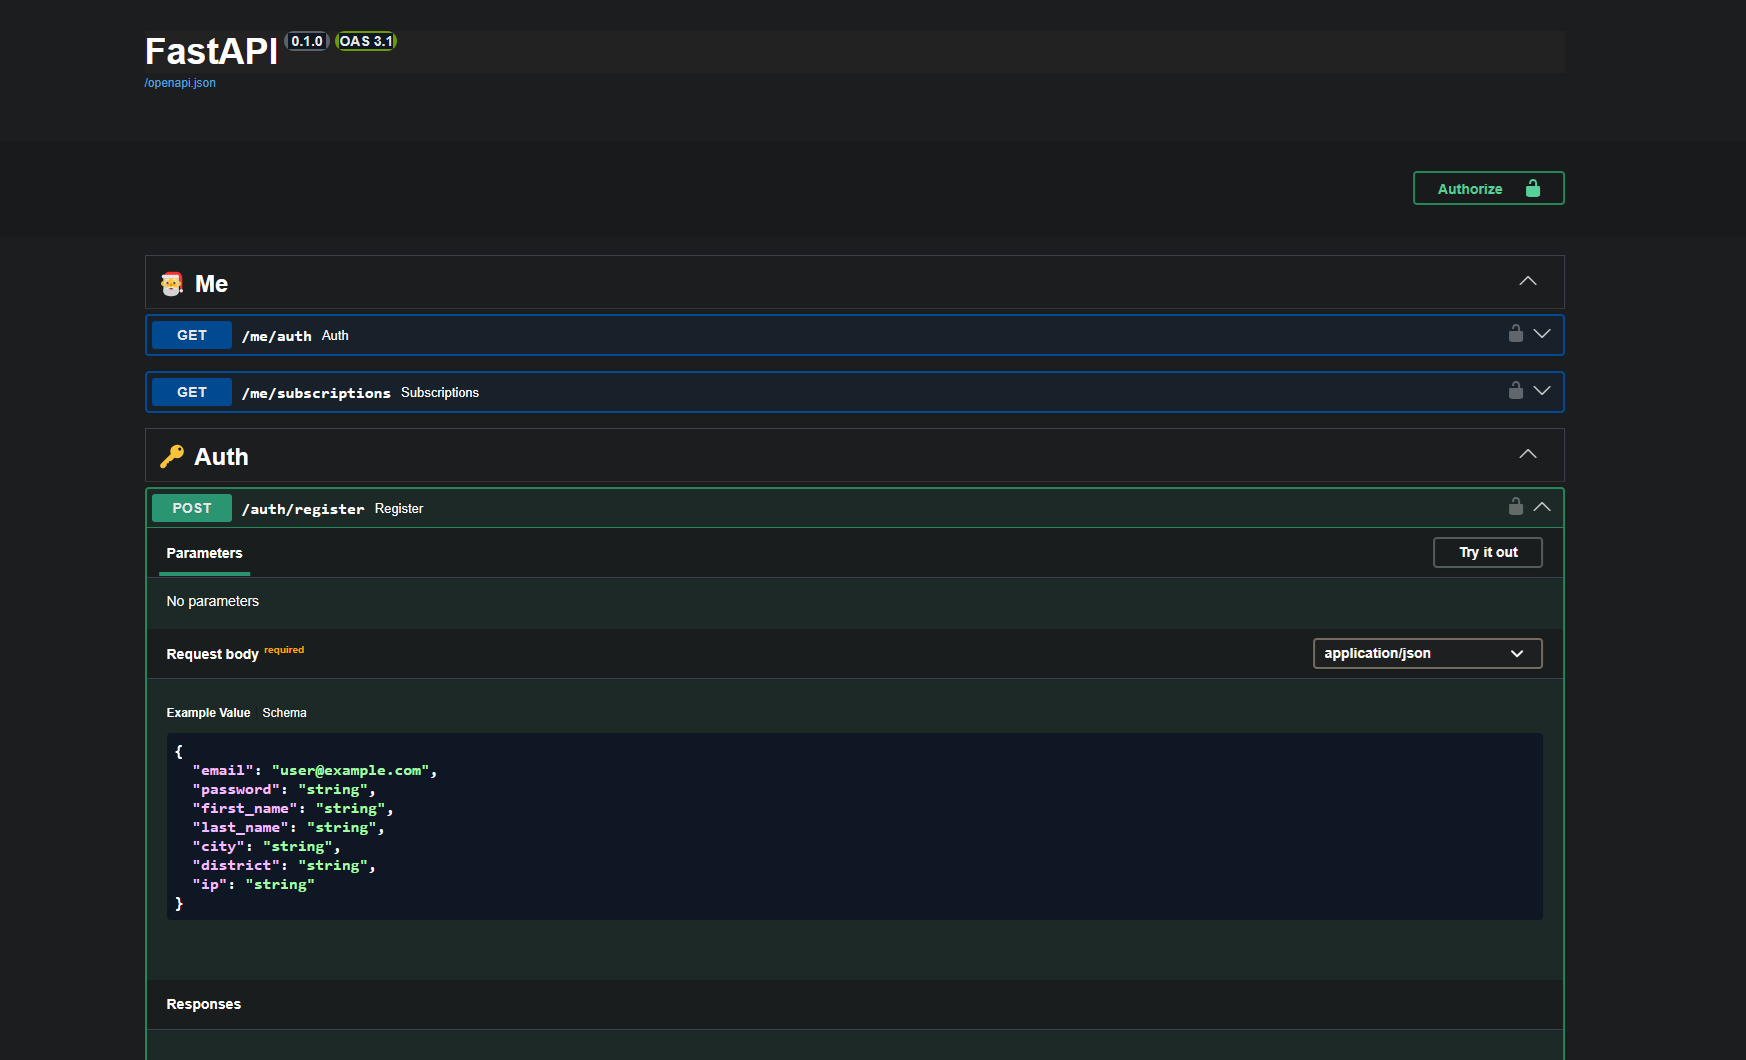 FastAPI 0.1.0 OAS 3.1
/openapi.json
Authorize
Me
GET /me/auth Auth
GET /me/subscriptions Subscriptions
Auth
POST /auth/register Register
Parameters Try it out
No parameters
Request body required application/json
Example Value Schema
{
  "email": "user@example.com",
  "password": "string",
  "first_name": "string",
  "last_name": "string",
  "city": "string",
  "district": "string",
  "ip": "string"
}
Responses